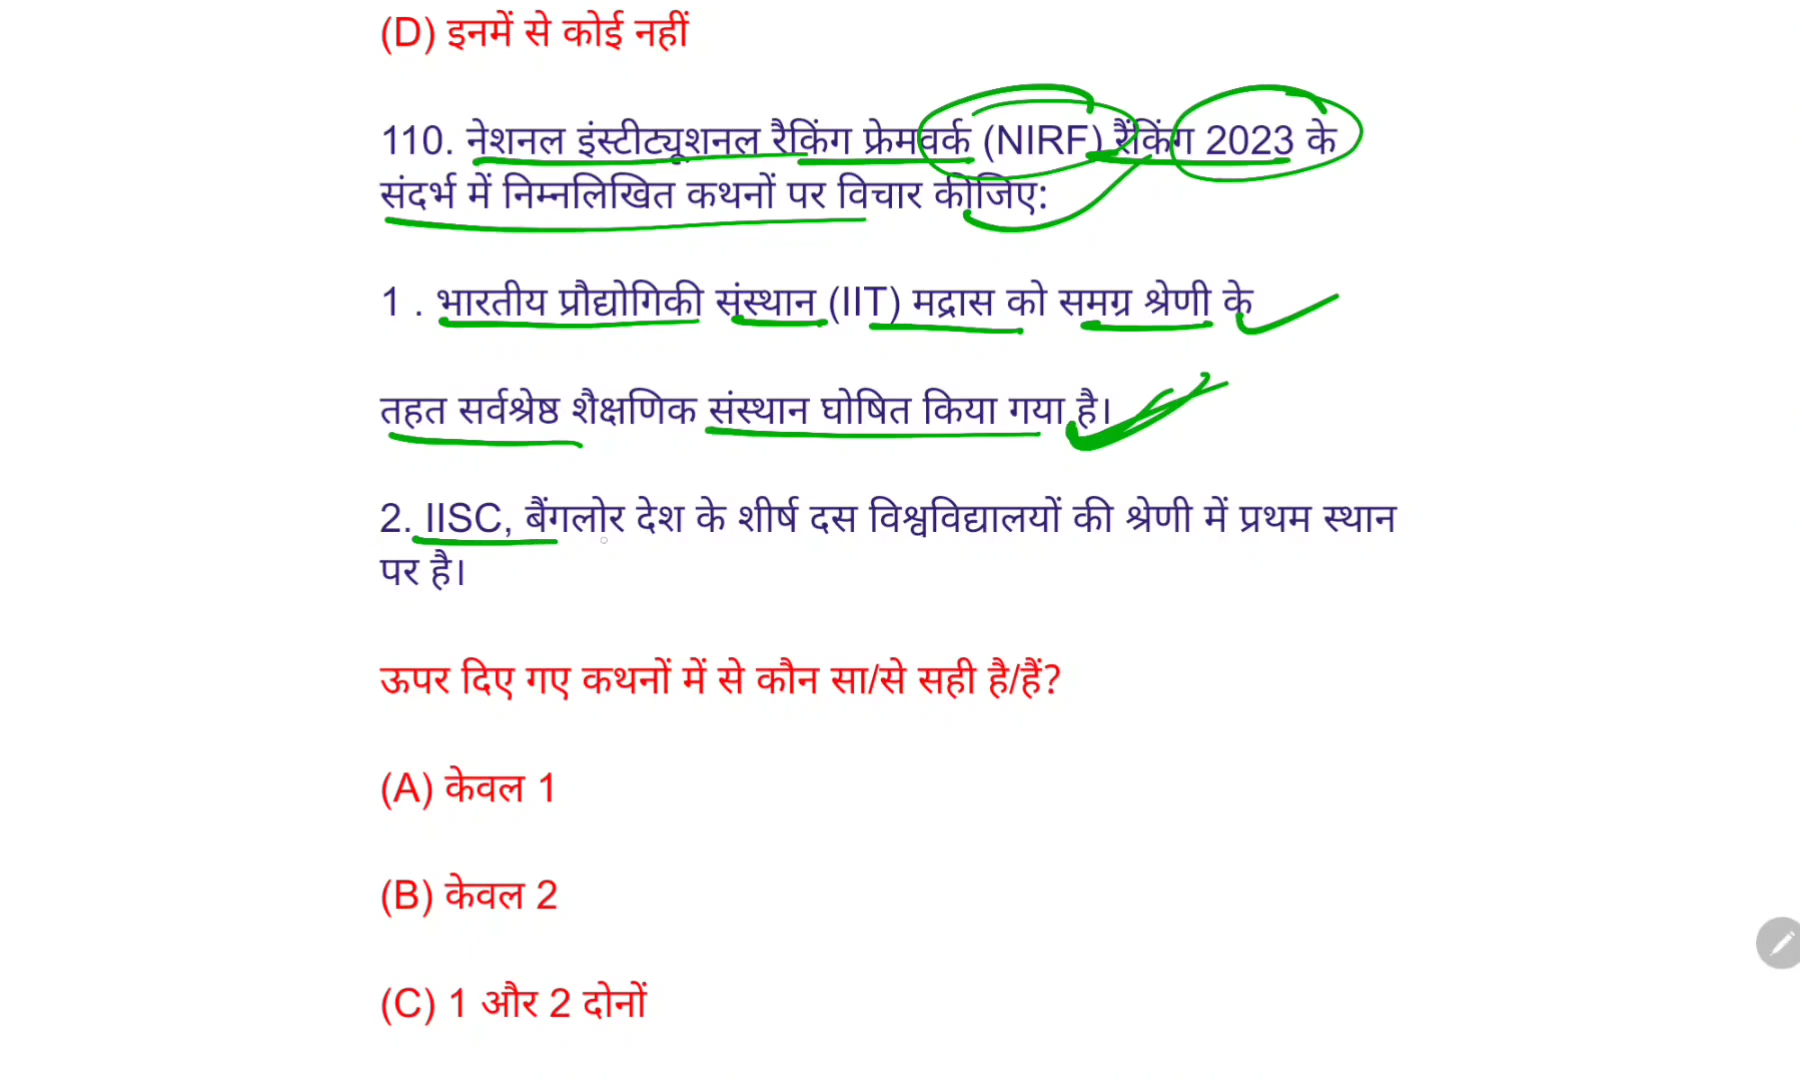 (D) इनमें से कोई नहीं
110. नेशनल इंस्टीट्यूशनल रैकिंग फ्रेमवर्क (NIRF) रैंकिंग 2023 के
संदर्भ में निम्नलिखित कथनों पर विचार कीजिए:
1 . भारतीय प्रौद्योगिकी संस्थान (IIT) मद्रास को समग्र श्रेणी के
तहत सर्वश्रेष्ठ शैक्षणिक संस्थान घोषित किया गया है।
2. IISC, बैंगलोर देश के शीर्ष दस विश्वविद्यालयों की श्रेणी में प्रथम स्थान
पर है।
ऊपर दिए गए कथनों में से कौन सा/से सही है/हैं?
(A) केवल 1
(B) केवल 2
(C) 1 और 2 दोनों